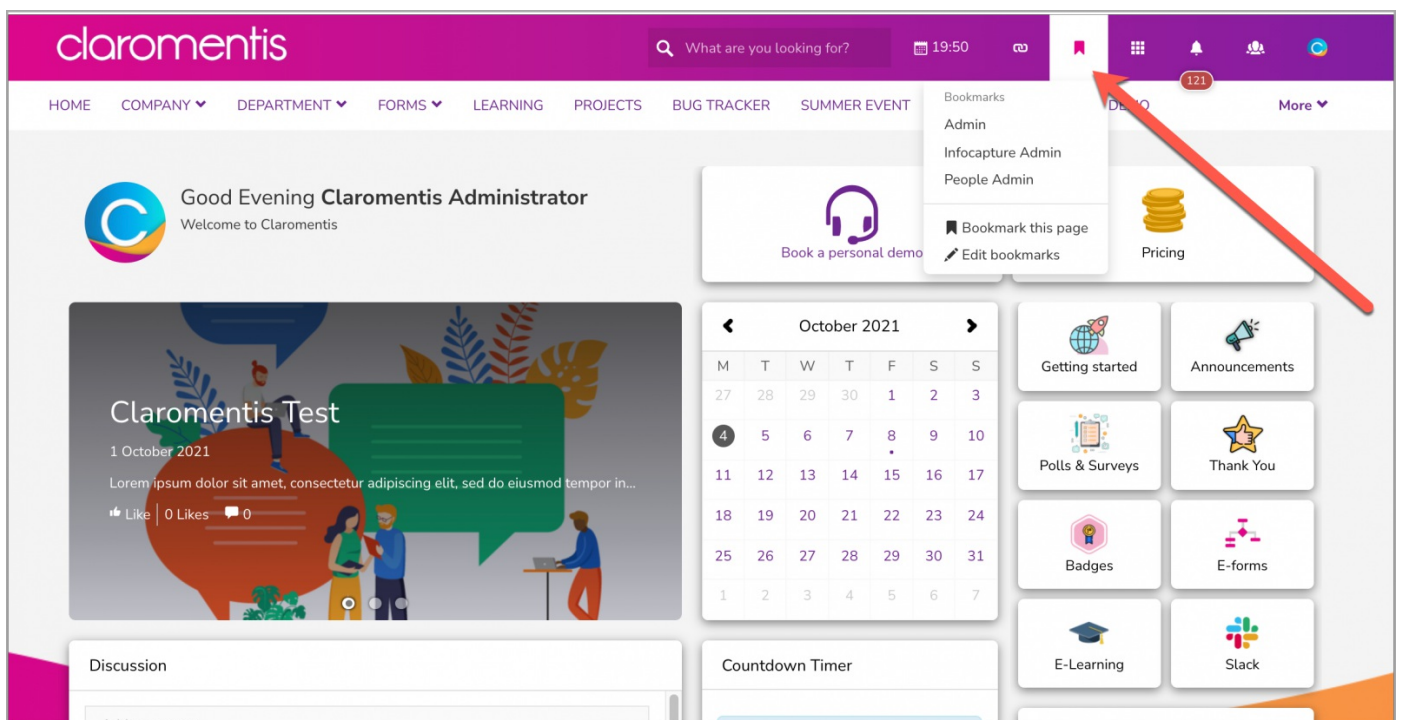 claromentis
What are you looking for?
19:50
121
HOME COMPANY DEPARTMENT FORMS LEARNING PROJECTS BUG TRACKER SUMMER EVENT More
Bookmarks
Admin
Infocapture Admin
People Admin
Bookmark this page
Edit bookmarks
Good Evening Claromentis Administrator
Welcome to Claromentis
Book a personal demo
Pricing
Claromentis Test
1 October 2021
Lorem ipsum dolor sit amet, consectetur adipiscing elit, sed do eiusmod tempor in...
Like 0 Likes 0
October 2021
M T W T F S S
27 28 29 30 1 2 3
4 5 6 7 8 9 10
11 12 13 14 15 16 17
18 19 20 21 22 23 24
25 26 27 28 29 30 31
1 2 3 4 5 6 7
Getting started
Announcements
Polls & Surveys
Thank You
Badges
E-forms
E-Learning
Slack
Discussion
Countdown Timer